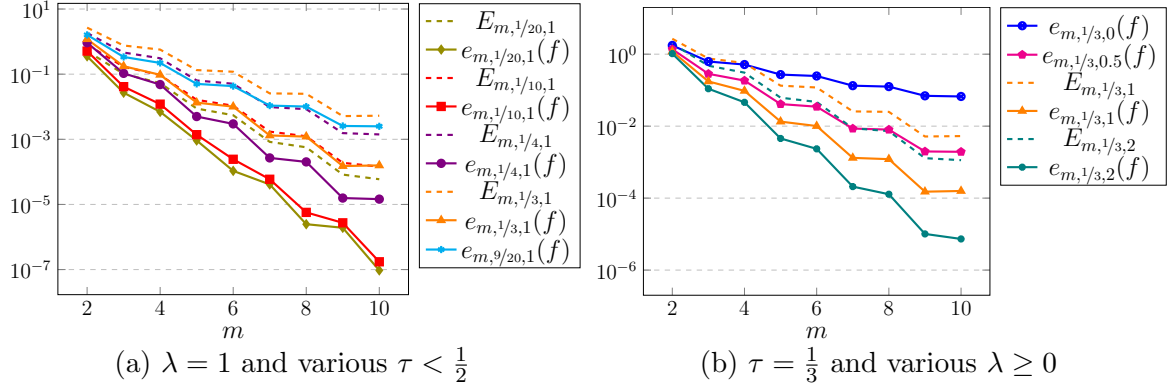 10^1
10^{-1}
10^{-3}
10^{-5}
10^{-7}
2 4 6 8 10
m
E_{m,1/20,1}
e_{m,1/20,1}(f)
E_{m,1/10,1}
e_{m,1/10,1}(f)
E_{m,1/4,1}
e_{m,1/4,1}(f)
E_{m,1/3,1}
e_{m,1/3,1}(f)
e_{m,9/20,1}(f)
(a) λ = 1 and various τ < 1/2
10^0
10^{-2}
10^{-4}
10^{-6}
2 4 6 8 10
m
e_{m,1/3,0}(f)
e_{m,1/3,0.5}(f)
E_{m,1/3,1}
e_{m,1/3,1}(f)
E_{m,1/3,2}
e_{m,1/3,2}(f)
(b) τ = 1/3 and various λ ≥ 0